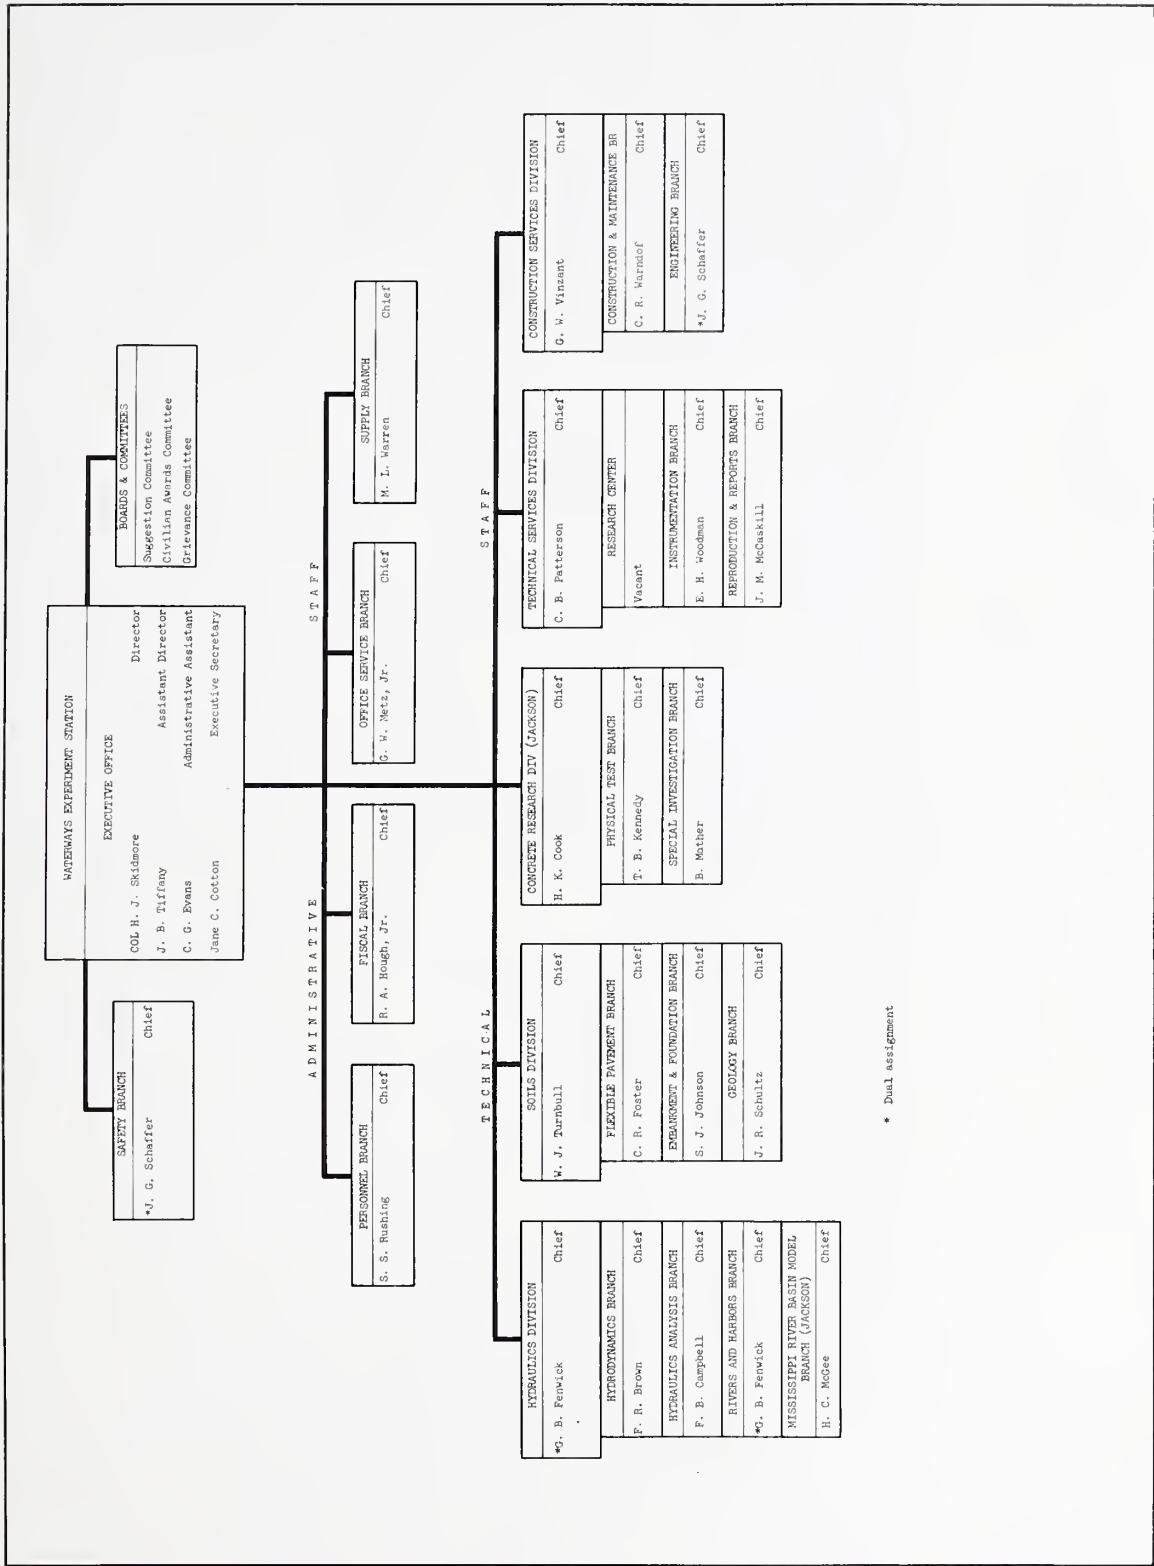 WATERWAYS EXPERIMENT STATION
EXECUTIVE OFFICE
COL H. J. Skidmore Director
J. B. Tiffany Assistant Director
C. G. Evans Administrative Assistant
Jane C. Cotton Executive Secretary
SAFETY BRANCH
*J. G. Schaffer Chief
BOARDS & COMMITTEES
Suggestion Committee
Civilian Awards Committee
Grievance Committee
ADMINISTRATIVE STAFF
PERSONNEL BRANCH
S. S. Rushing Chief
FISCAL BRANCH
R. A. Hough, Jr. Chief
OFFICE SERVICE BRANCH
G. W. Metz, Jr. Chief
SUPPLY BRANCH
M. L. Warren Chief
TECHNICAL STAFF
HYDRAULICS DIVISION
*G. B. Fenwick Chief
HYDRODYNAMICS BRANCH
F. R. Brown Chief
HYDRAULICS ANALYSIS BRANCH
F. B. Campbell Chief
RIVERS AND HARBORS BRANCH
*G. B. Fenwick Chief
MISSISSIPPI RIVER BASIN MODEL
BRANCH (JACKSON)
H. C. McGee Chief
SOILS DIVISION
W. J. Turnbull Chief
FLEXIBLE PAVEMENT BRANCH
C. R. Foster Chief
EMBANKMENT & FOUNDATION BRANCH
S. J. Johnson Chief
GEOLOGY BRANCH
J. R. Schultz Chief
CONCRETE RESEARCH DIV (JACKSON)
H. K. Cook Chief
PHYSICAL TEST BRANCH
T. B. Kennedy Chief
SPECIAL INVESTIGATION BRANCH
B. Mather Chief
TECHNICAL SERVICES DIVISION
C. B. Patterson Chief
RESEARCH CENTER
Vacant
INSTRUMENTATION BRANCH
E. H. Woodman Chief
REPRODUCTION & REPORTS BRANCH
J. M. McCaskill Chief
CONSTRUCTION SERVICES DIVISION
G. W. Vinzant Chief
CONSTRUCTION & MAINTENANCE BR
C. R. Warndof Chief
ENGINEERING BRANCH
*J. G. Schaffer Chief
* Dual assignment